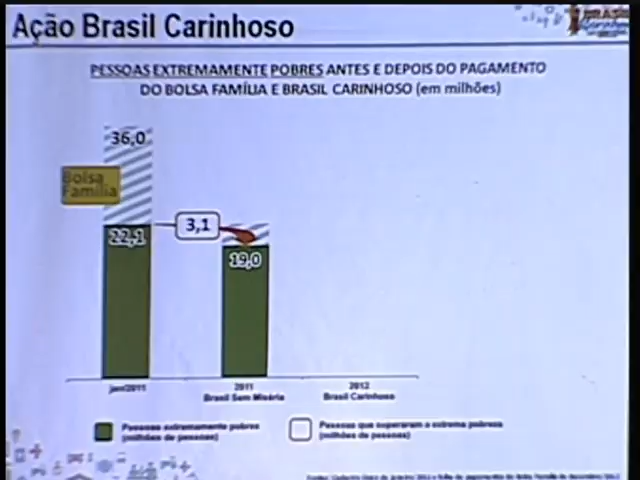 Ação Brasil Carinhoso
PESSOAS EXTREMAMENTE POBRES ANTES E DEPOIS DO PAGAMENTO
DO BOLSA FAMÍLIA E BRASIL CARINHOSO (em milhões)
36,0
Bolsa
Família
22,1
3,1
19,0
jan/2011
2011
Brasil Sem Miséria
2012
Brasil Carinhoso
Pessoas extremamente pobres
(milhões de pessoas)
Pessoas que superaram a extrema pobreza
(milhões de pessoas)